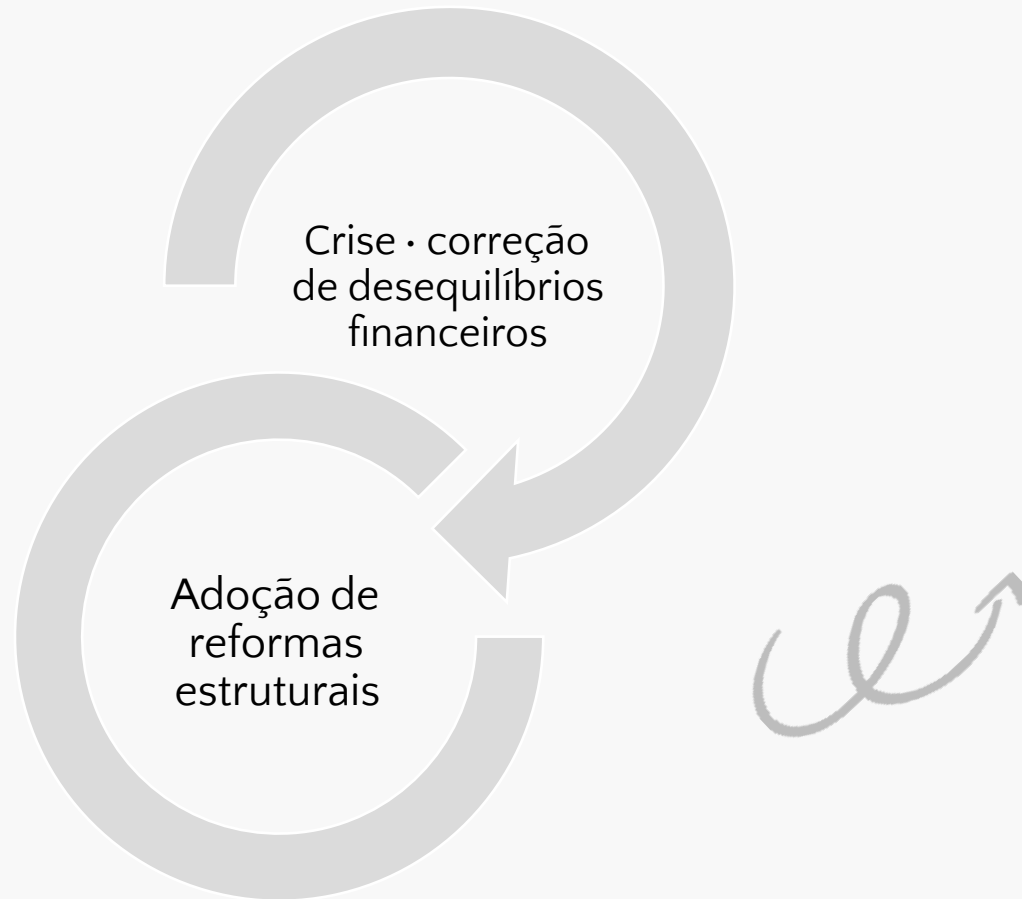 Crise · correção
de desequilíbrios
financeiros
Adoção de
reformas
estruturais